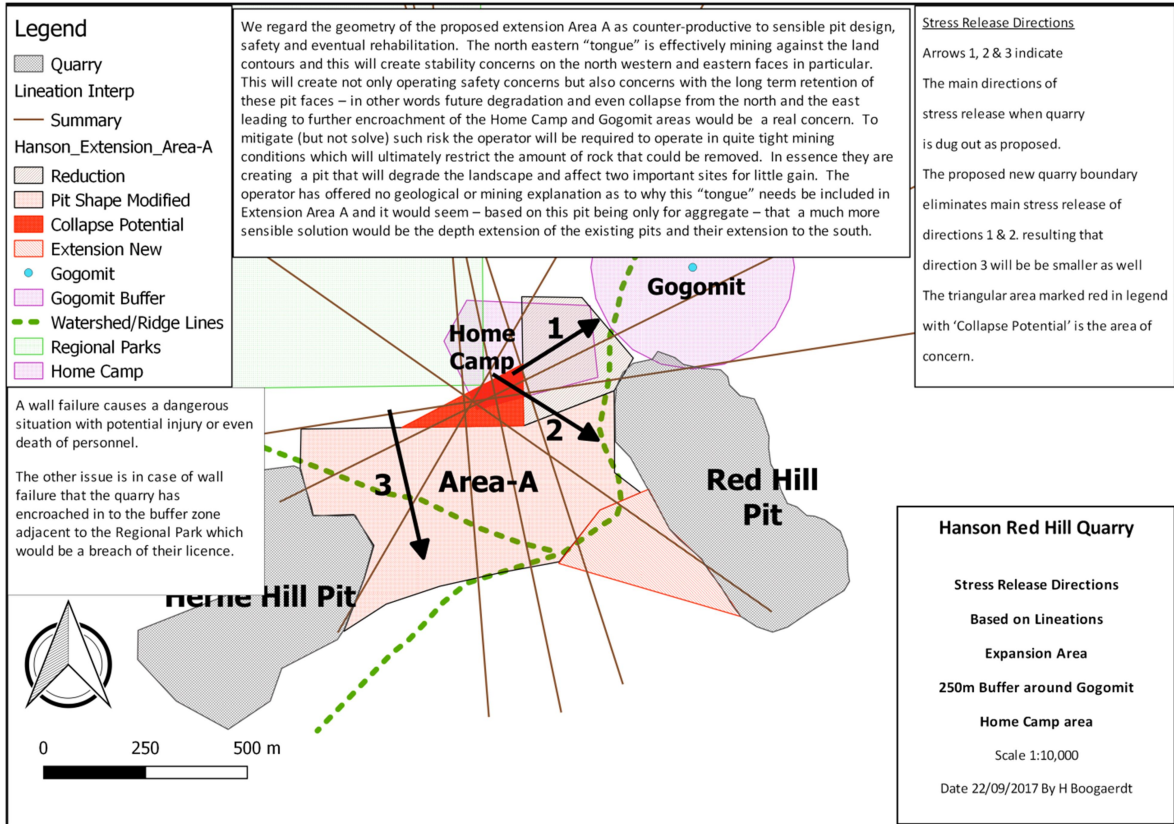 Legend
Quarry
Lineation Interp
Summary
Hanson_Extension_Area-A
Reduction
Pit Shape Modified
Collapse Potential
Extension New
Gogomit
Gogomit Buffer
Watershed/Ridge Lines
Regional Parks
Home Camp
We regard the geometry of the proposed extension Area A as counter-productive to sensible pit design,
safety and eventual rehabilitation. The north eastern “tongue” is effectively mining against the land
contours and this will create stability concerns on the north western and eastern faces in particular.
This will create not only operating safety concerns but also concerns with the long term retention of
these pit faces – in other words future degradation and even collapse from the north and the east
leading to further encroachment of the Home Camp and Gogomit areas would be a real concern. To
mitigate (but not solve) such risk the operator will be required to operate in quite tight mining
conditions which will ultimately restrict the amount of rock that could be removed. In essence they are
creating a pit that will degrade the landscape and affect two important sites for little gain. The
operator has offered no geological or mining explanation as to why this “tongue” needs be included in
Extension Area A and it would seem – based on this pit being only for aggregate – that a much more
sensible solution would be the depth extension of the existing pits and their extension to the south.
Stress Release Directions
Arrows 1, 2 & 3 indicate
The main directions of
stress release when quarry
is dug out as proposed.
The proposed new quarry boundary
eliminates main stress release of
directions 1 & 2. resulting that
direction 3 will be be smaller as well
The triangular area marked red in legend
with ‘Collapse Potential’ is the area of
concern.
A wall failure causes a dangerous
situation with potential injury or even
death of personnel.
The other issue is in case of wall
failure that the quarry has
encroached in to the buffer zone
adjacent to the Regional Park which
would be a breach of their licence.
Gogomit
Home
Camp
1
2
3
Area-A
Red Hill
Pit
Herne Hill Pit
0 250 500 m
Hanson Red Hill Quarry
Stress Release Directions
Based on Lineations
Expansion Area
250m Buffer around Gogomit
Home Camp area
Scale 1:10,000
Date 22/09/2017 By H Boogaerdt